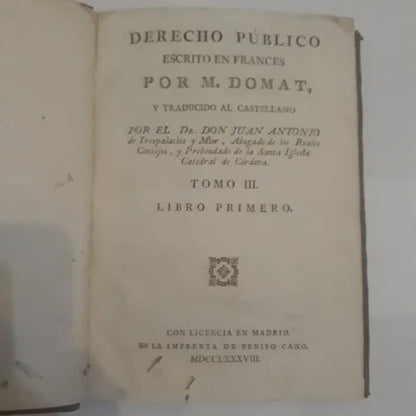 DERECHO PÚBLICO
ESCRITO EN FRANCES
POR M. DOMAT,
Y TRADUCIDO AL CASTELLANO
POR EL DR. DON JUAN ANTONIO
de Trespalacios y Mier, Abogado de los Reales
Consejos, y Prebendado de la Santa Iglesia
Catedral de Córdova.
TOMO III.
LIBRO PRIMERO.
CON LICENCIA EN MADRID
EN LA IMPRENTA DE BENITO CANO.
MDCCLXXXVIII.